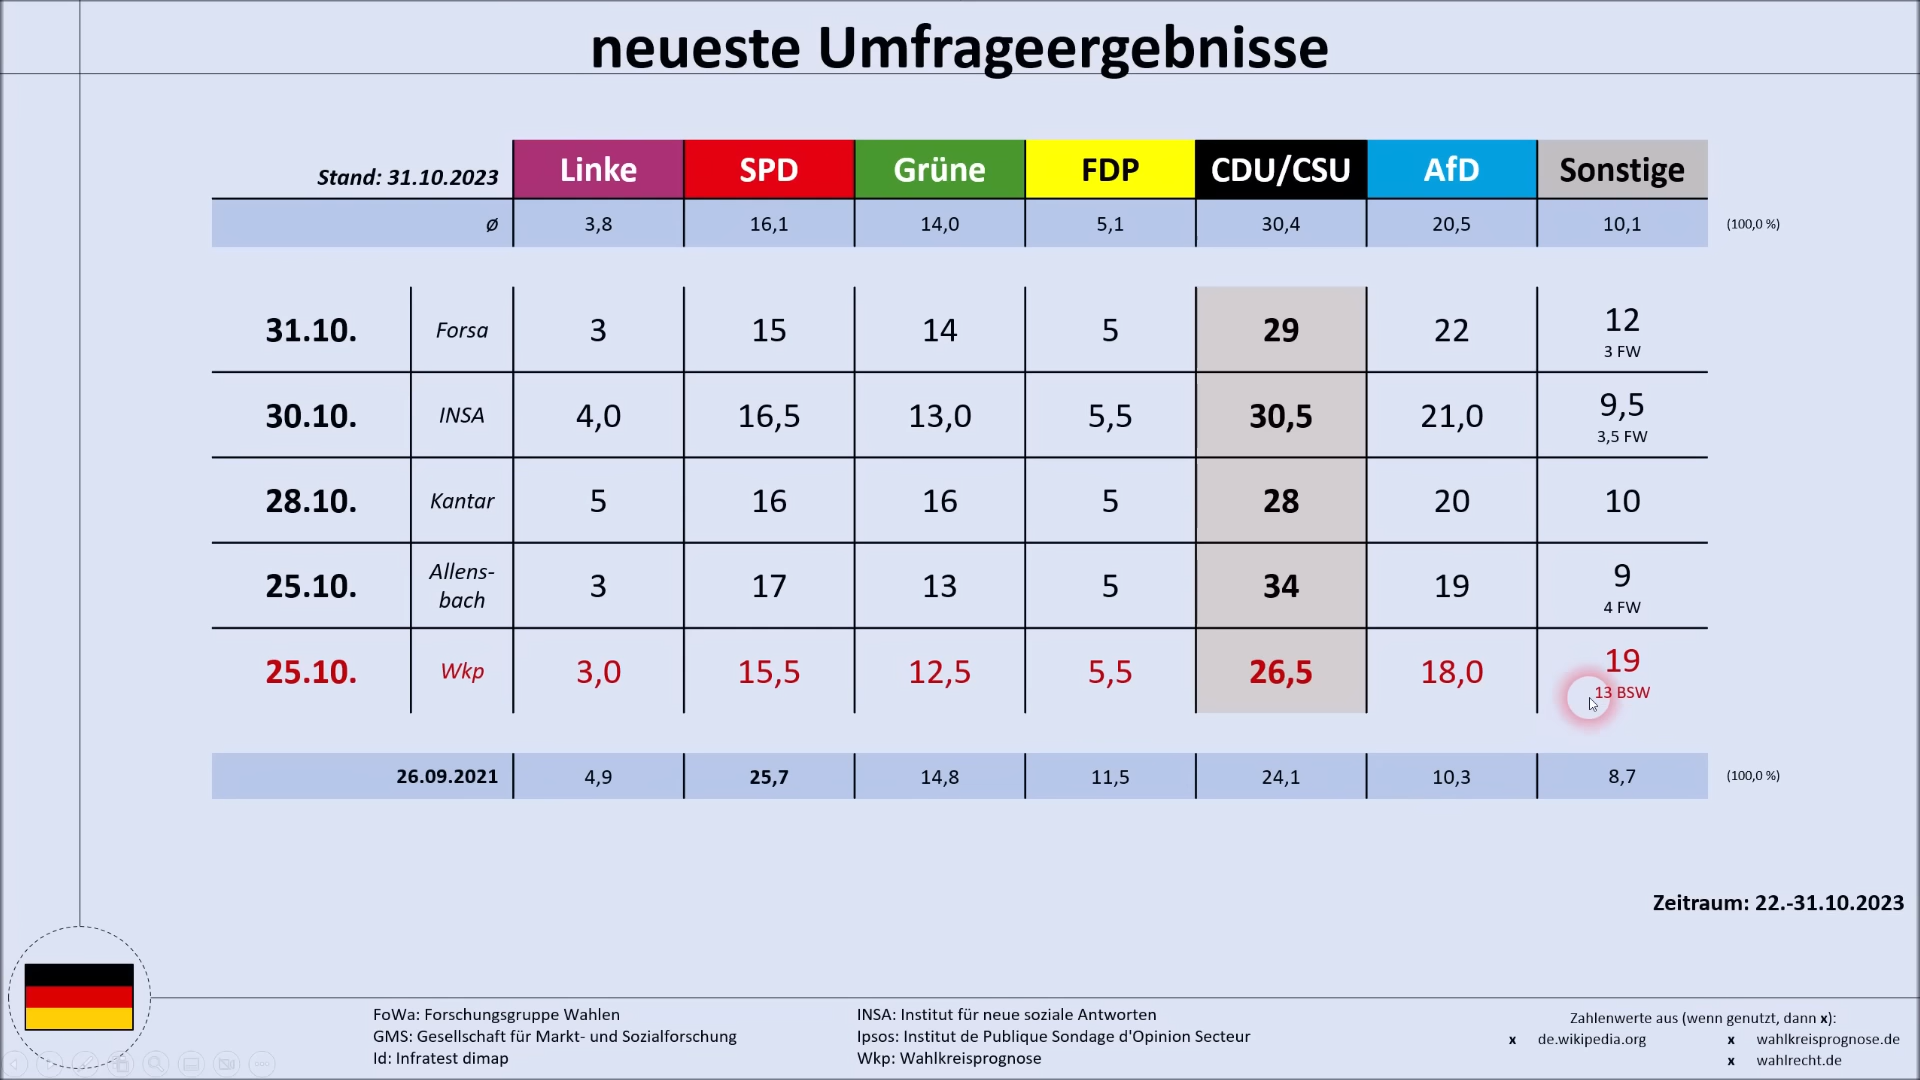 neueste Umfrageergebnisse
Stand: 31.10.2023 Linke SPD Grüne FDP CDU/CSU AfD Sonstige
ø 3,8 16,1 14,0 5,1 30,4 20,5 10,1 (100,0 %)
31.10. Forsa 3 15 14 5 29 22 12
3 FW
30.10. INSA 4,0 16,5 13,0 5,5 30,5 21,0 9,5
3,5 FW
28.10. Kantar 5 16 16 5 28 20 10
25.10. Allens-
bach 3 17 13 5 34 19 9
4 FW
25.10. Wkp 3,0 15,5 12,5 5,5 26,5 18,0 19
13 BSW
26.09.2021 4,9 25,7 14,8 11,5 24,1 10,3 8,7 (100,0 %)
Zeitraum: 22.-31.10.2023
FoWa: Forschungsgruppe Wahlen
GMS: Gesellschaft für Markt- und Sozialforschung
Id: Infratest dimap
INSA: Institut für neue soziale Antworten
Ipsos: Institut de Publique Sondage d'Opinion Secteur
Wkp: Wahlkreisprognose
Zahlenwerte aus (wenn genutzt, dann x):
x de.wikipedia.org x wahlkreisprognose.de
x wahlrecht.de